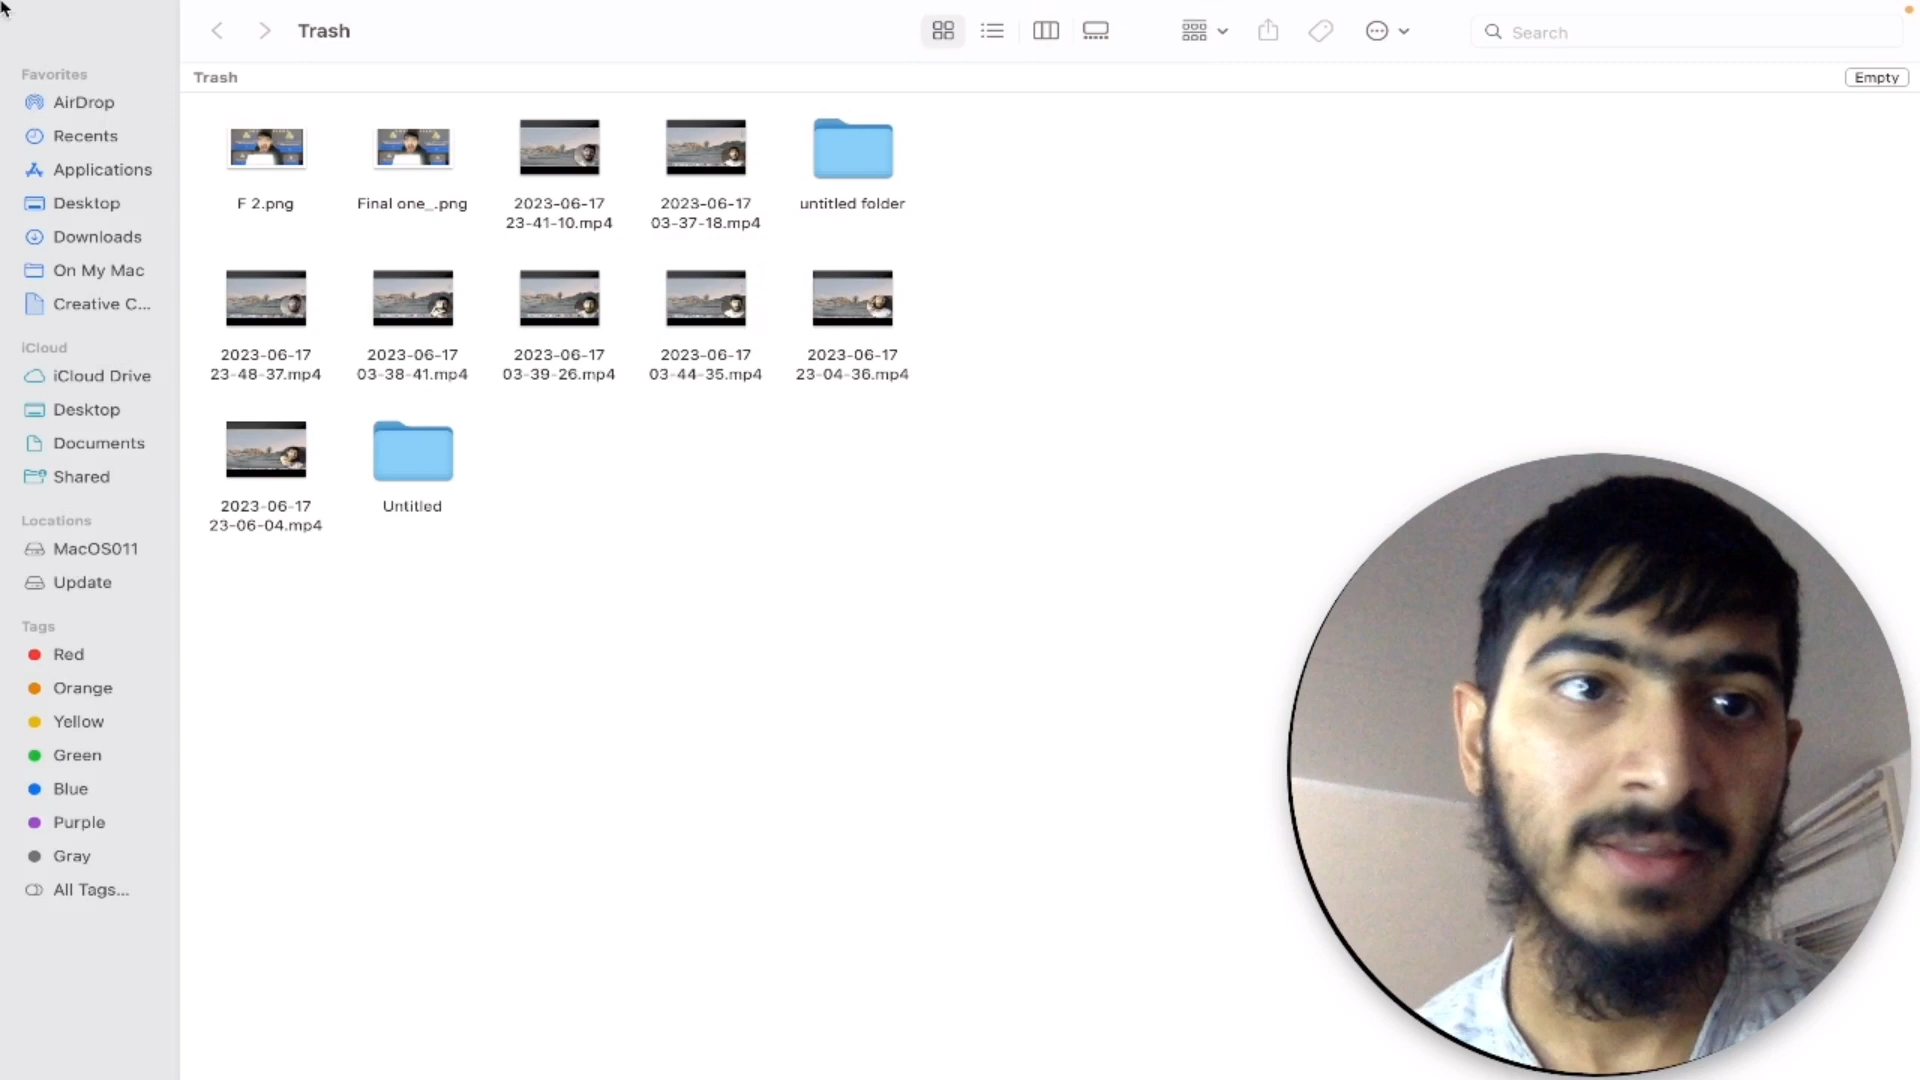 Trash
Search
Trash
Empty
Favorites
AirDrop
Recents
Applications
Desktop
Downloads
On My Mac
Creative C...
iCloud
iCloud Drive
Desktop
Documents
Shared
Locations
MacOS011
Update
Tags
Red
Orange
Yellow
Green
Blue
Purple
Gray
All Tags...
F 2.png
Final one_.png
2023-06-17
23-41-10.mp4
2023-06-17
03-37-18.mp4
untitled folder
2023-06-17
23-48-37.mp4
2023-06-17
03-38-41.mp4
2023-06-17
03-39-26.mp4
2023-06-17
03-44-35.mp4
2023-06-17
23-04-36.mp4
2023-06-17
23-06-04.mp4
Untitled